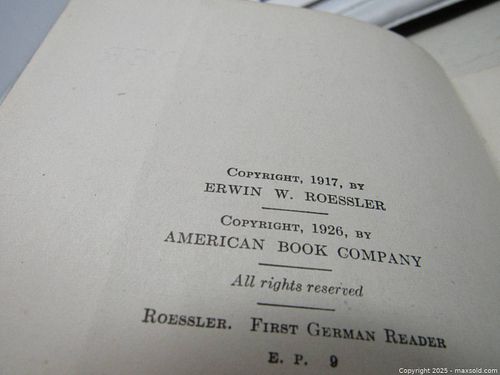 COPYRIGHT, 1917, BY
ERWIN W. ROESSLER
COPYRIGHT, 1926, BY
AMERICAN BOOK COMPANY
All rights reserved
ROESSLER. FIRST GERMAN READER
E. P. 9
Copyright 2025 - maxsold.com